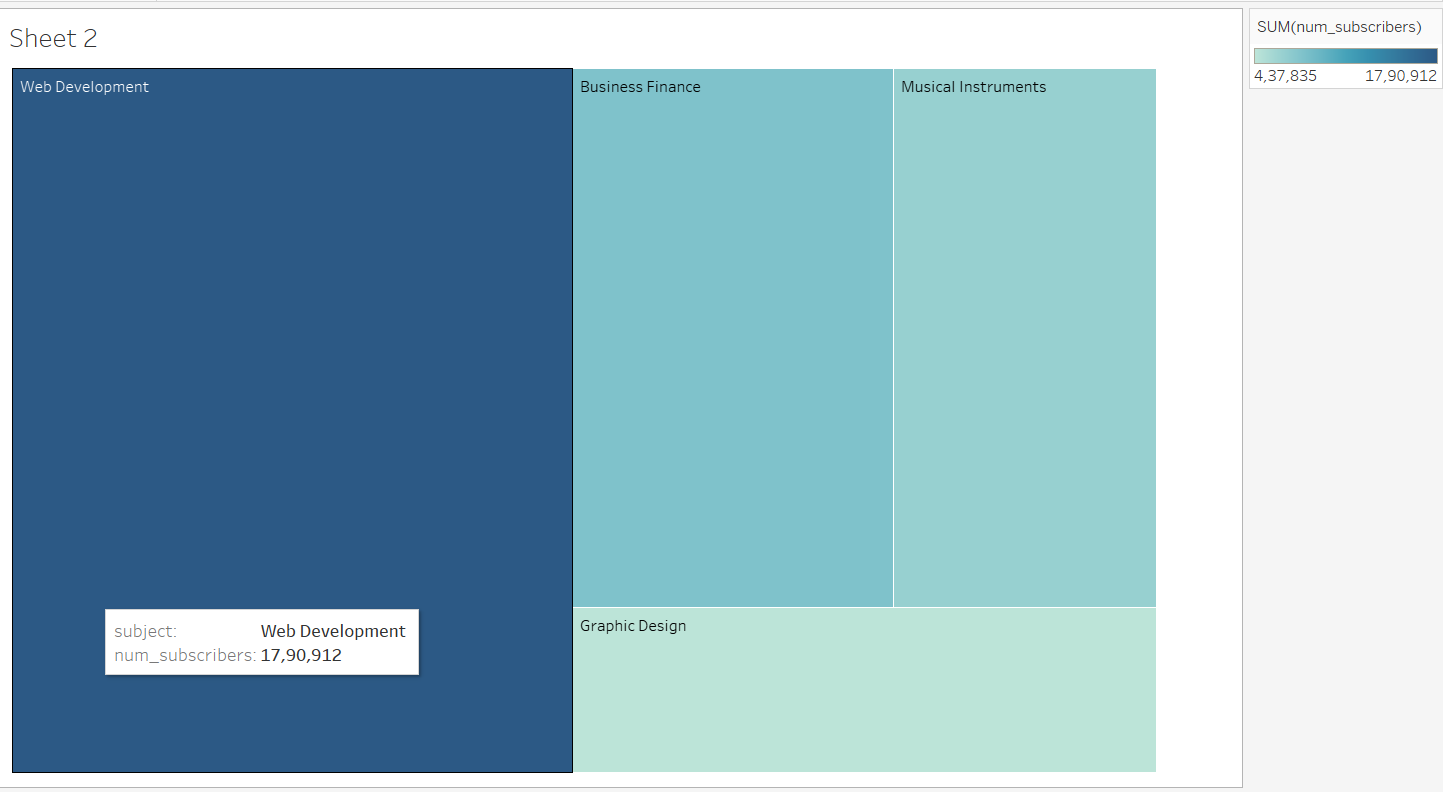 Sheet 2
SUM(num_subscribers)
4,37,835 17,90,912
Web Development
Business Finance
Musical Instruments
Graphic Design
subject: Web Development
num_subscribers: 17,90,912